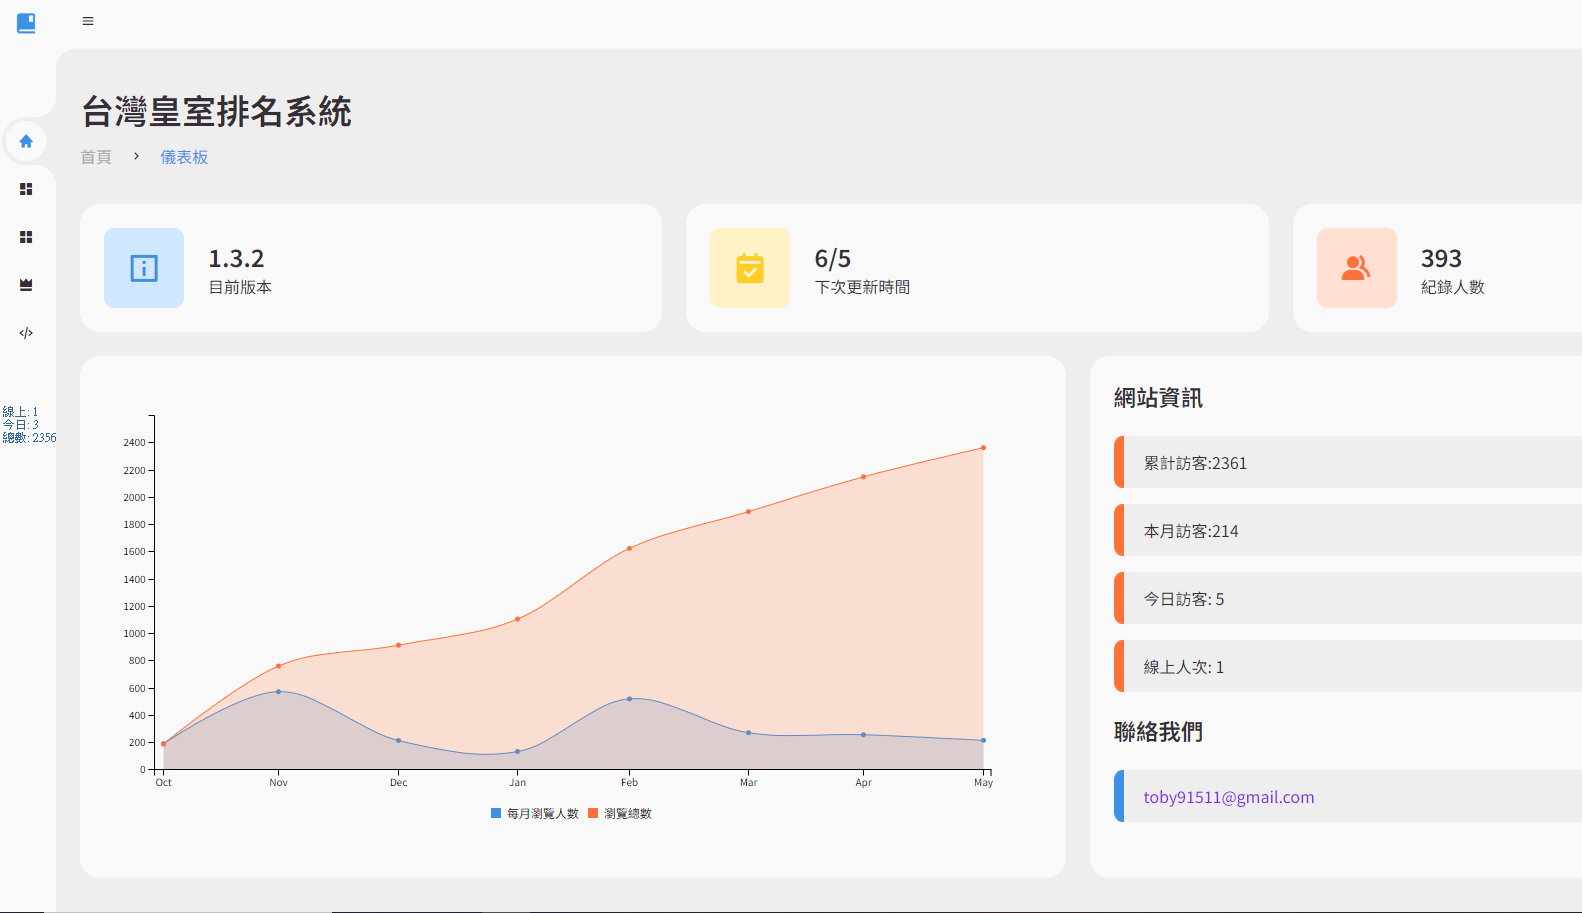 台灣皇室排名系統
首頁
儀表板
1.3.2
目前版本
6/5
下次更新時間
393
紀錄人數
線上: 1
今日: 3
總數: 2356
2400
2200
2000
1800
1600
1400
1200
1000
800
600
400
200
0
Oct Nov Dec Jan Feb Mar Apr May
每月瀏覽人數 瀏覽總數
網站資訊
累計訪客:2361
本月訪客:214
今日訪客: 5
線上人次: 1
聯絡我們
toby91511@gmail.com